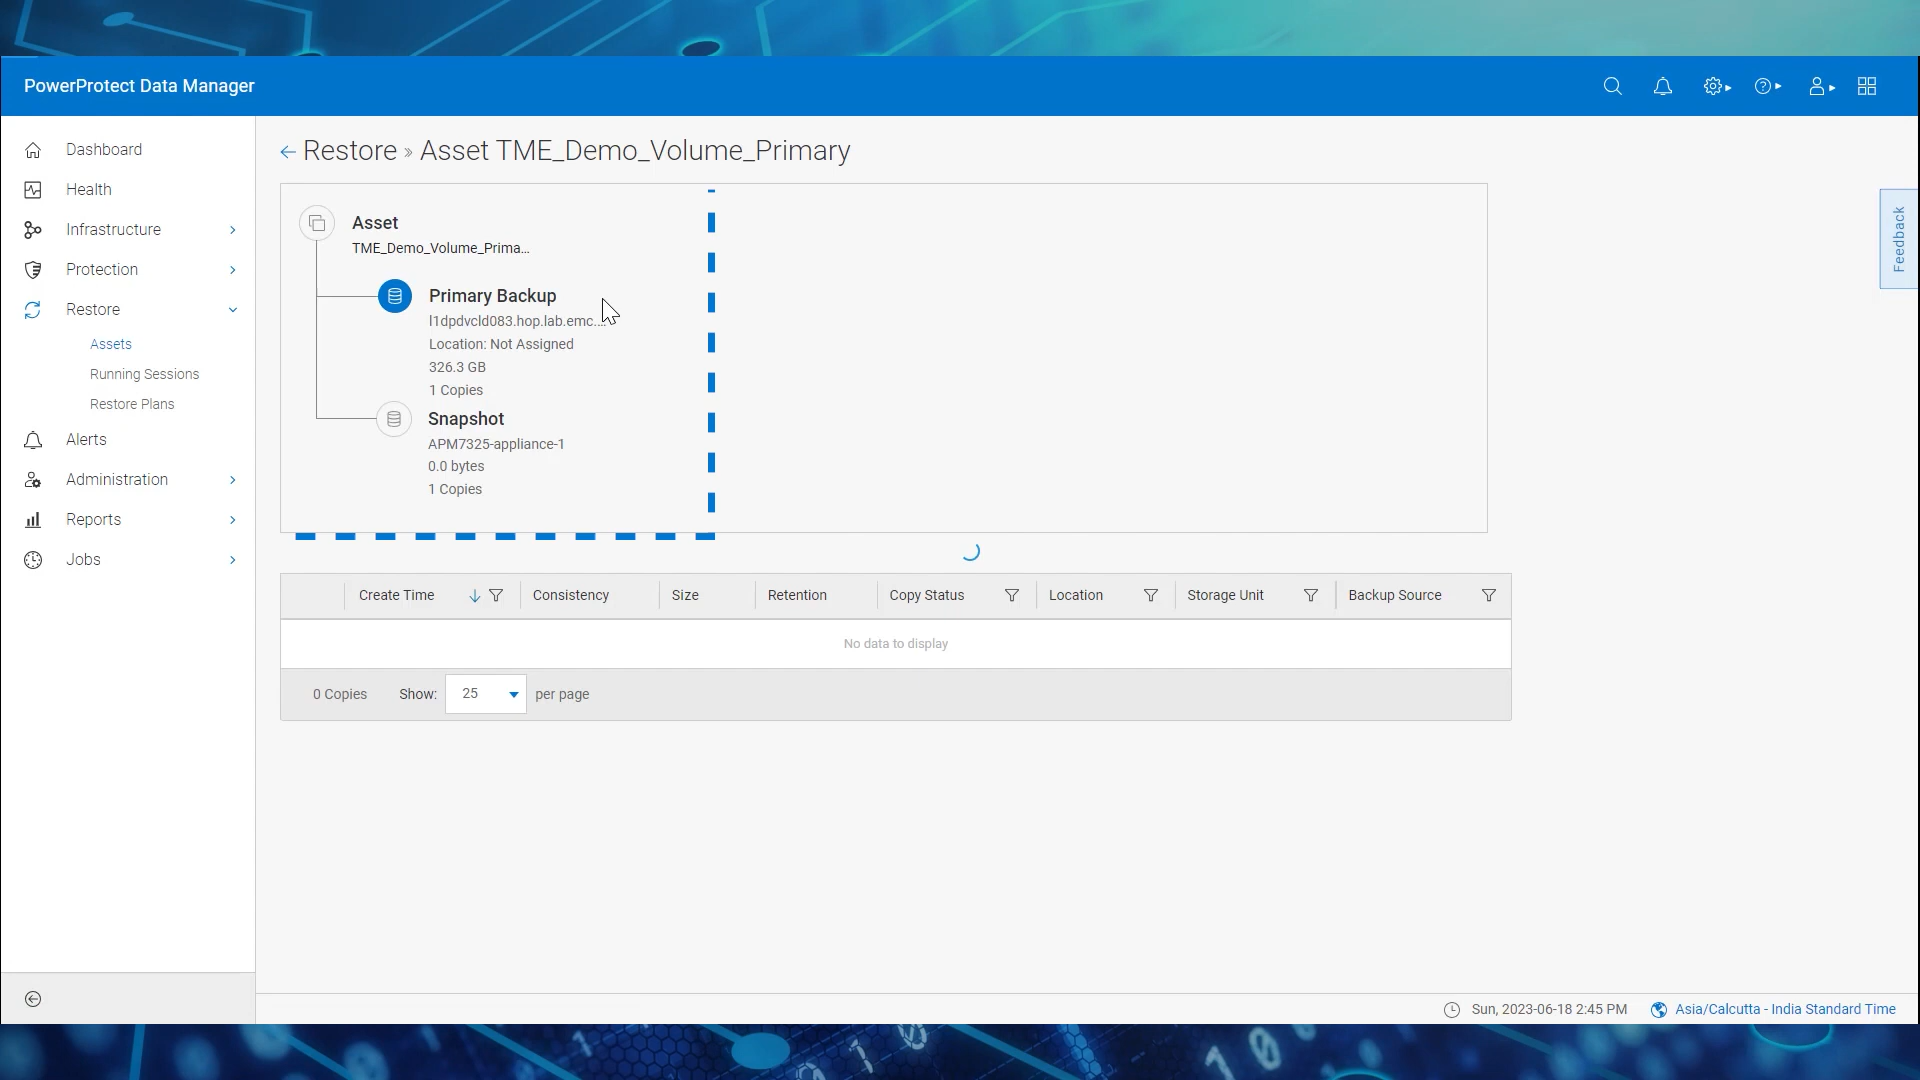 PowerProtect Data Manager
Dashboard
Health
Infrastructure
Protection
Restore
Assets
Running Sessions
Restore Plans
Alerts
Administration
Reports
Jobs
Restore » Asset TME_Demo_Volume_Primary
Asset
TME_Demo_Volume_Prima...
Primary Backup
l1dpdvcld083.hop.lab.emc...
Location: Not Assigned
326.3 GB
1 Copies
Snapshot
APM7325-appliance-1
0.0 bytes
1 Copies
Feedback
Create Time Consistency Size Retention Copy Status Location Storage Unit Backup Source
No data to display
0 Copies Show: 25 per page
Sun, 2023-06-18 2:45 PM Asia/Calcutta - India Standard Time